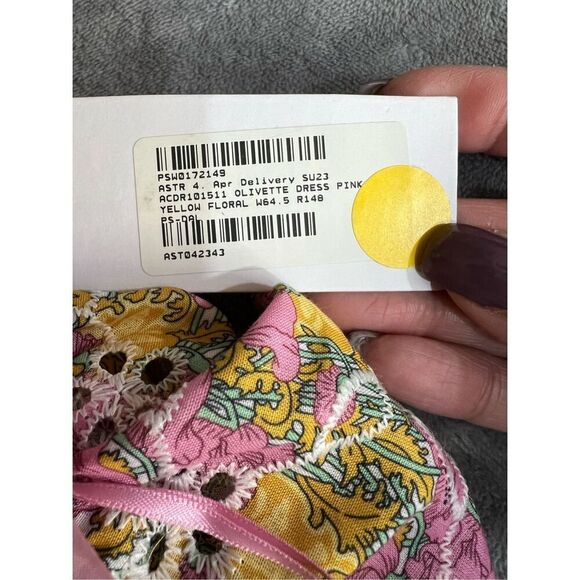 PSW0172149
ASTR 4. Apr Delivery SU23
ACDR101511 OLIVETTE DRESS PINK
YELLOW FLORAL W64.5 R148
PS-DAL
AST042343